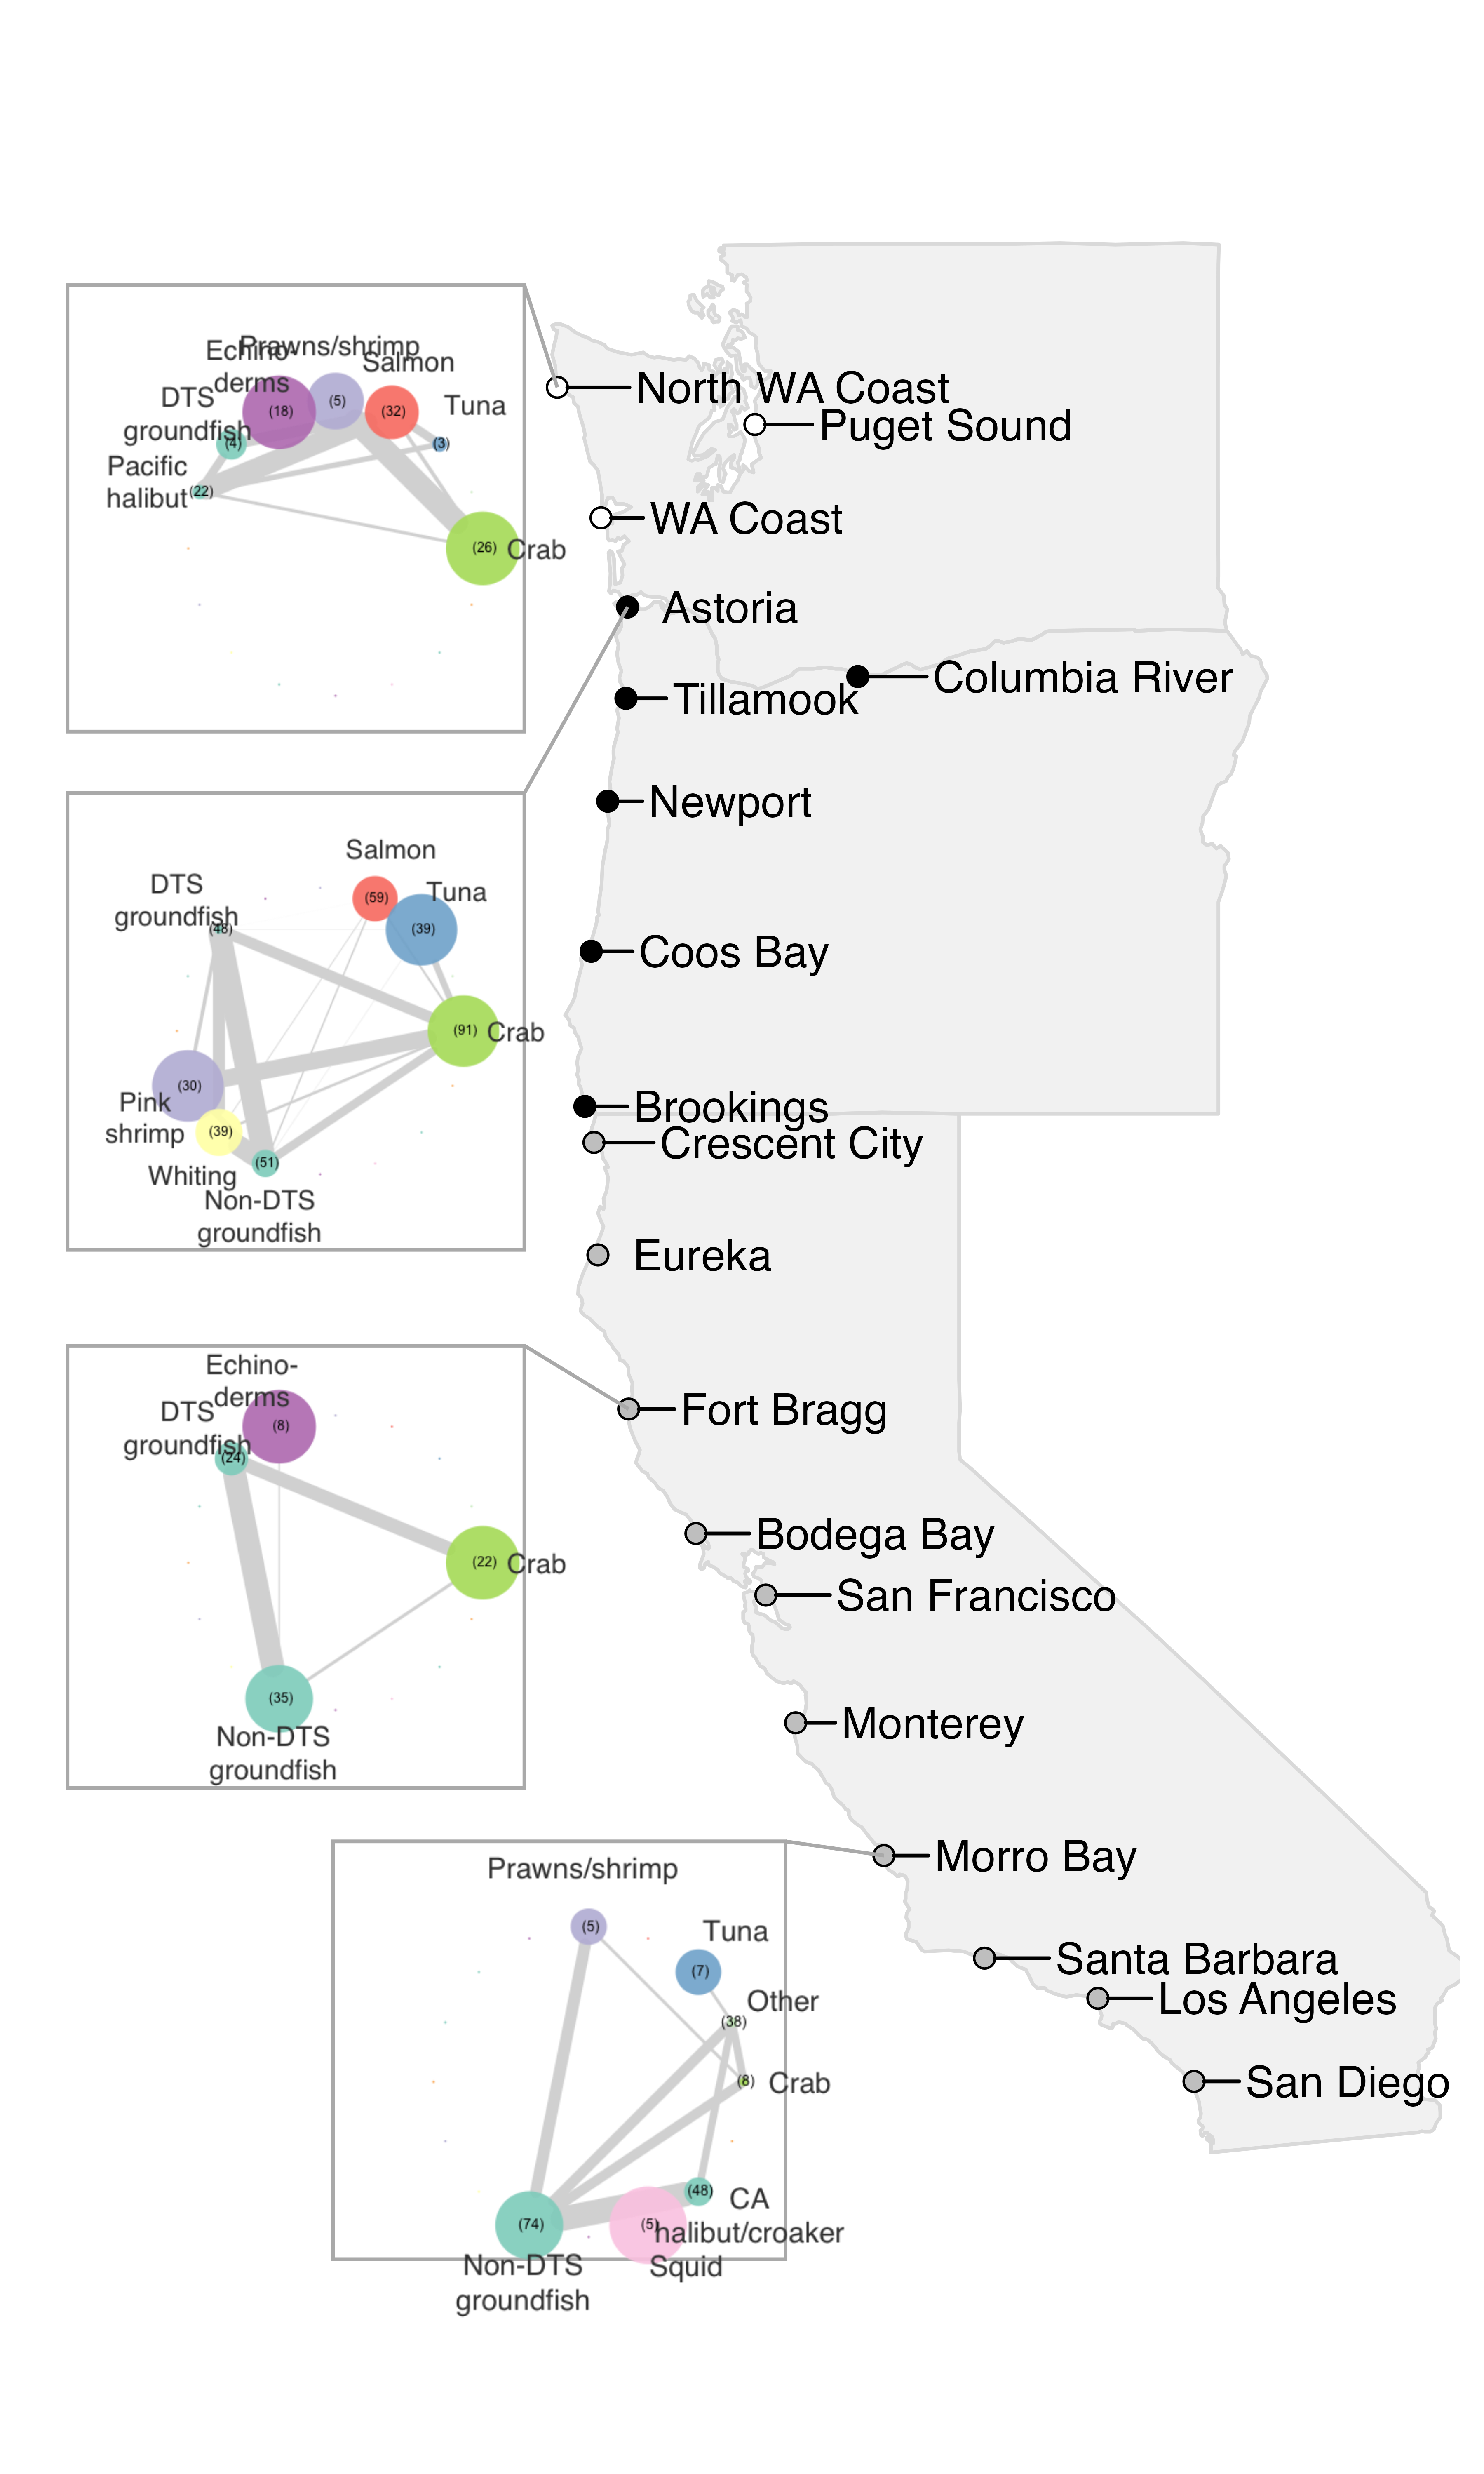 Prawns/shrimp
Echino-
derms
Salmon
DTS
groundfish
Tuna
Pacific
halibut
Crab
(18)
(5)
(32)
(3)
(4)
(22)
(26)
North WA Coast
Puget Sound
WA Coast
Astoria
Columbia River
Tillamook
Newport
Coos Bay
Brookings
Crescent City
Eureka
Fort Bragg
Bodega Bay
San Francisco
Monterey
Morro Bay
Santa Barbara
Los Angeles
San Diego
Salmon
DTS
groundfish
Tuna
Crab
Pink
shrimp
Whiting
Non-DTS
groundfish
(59)
(48)
(39)
(91)
(30)
(39)
(51)
Echino-
derms
DTS
groundfish
Crab
Non-DTS
groundfish
(8)
(24)
(22)
(35)
Prawns/shrimp
Tuna
Other
Crab
CA
halibut/croaker
Squid
Non-DTS
groundfish
(5)
(7)
(38)
(8)
(48)
(74)
(5)